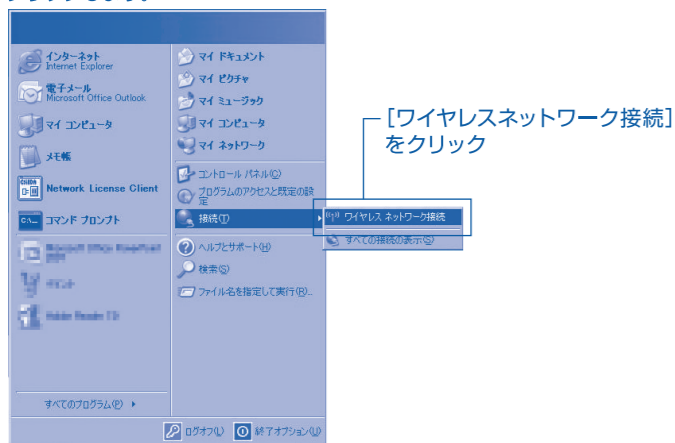 インターネット
Internet Explorer
電子メール
Microsoft Office Outlook
マイ コンピュータ
メモ帳
Network License Client
コマンド プロンプト
すべてのプログラム(P)
マイ ドキュメント
マイ ピクチャ
マイ ミュージック
マイ コンピュータ
マイ ネットワーク
コントロール パネル(C)
プログラムのアクセスと既定の設
定
接続(T)
ヘルプとサポート(H)
検索(S)
ファイル名を指定して実行(R)...
ワイヤレス ネットワーク接続
すべての接続の表示(S)
ログオフ(L)
終了オプション(U)
[ワイヤレスネットワーク接続]
をクリック